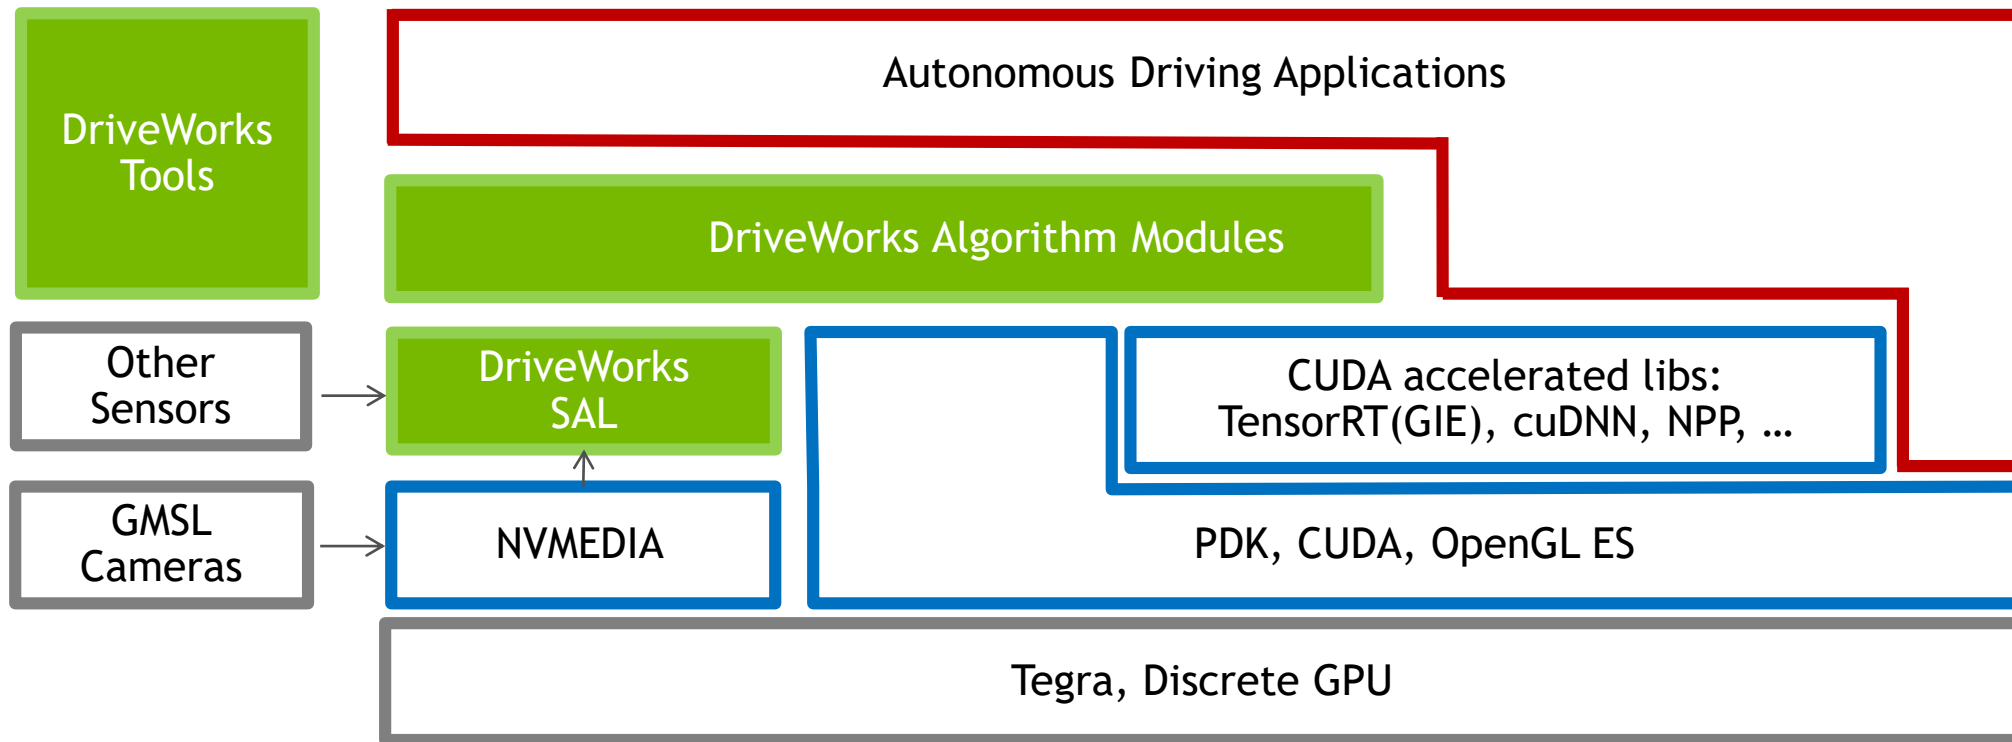 Autonomous Driving Applications
DriveWorks
Tools
DriveWorks Algorithm Modules
Other
Sensors
DriveWorks
SAL
CUDA accelerated libs:
TensorRT(GIE), cuDNN, NPP, …
GMSL
Cameras
NVMEDIA
PDK, CUDA, OpenGL ES
Tegra, Discrete GPU